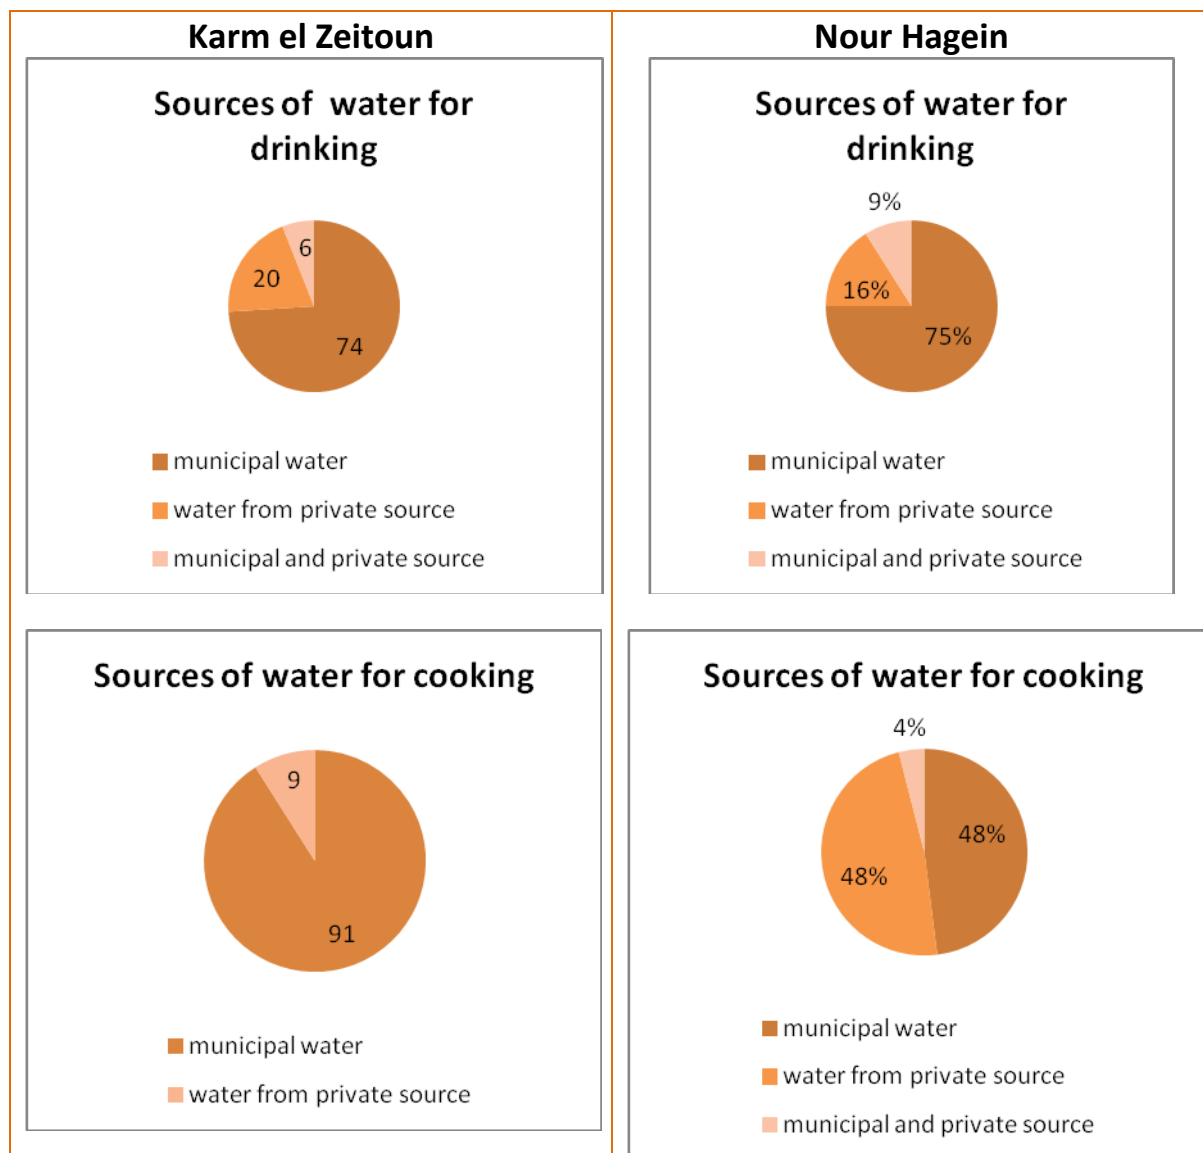 Karm el Zeitoun
Sources of water for
drinking
6
20
74
municipal water
water from private source
municipal and private source
Sources of water for cooking
9
91
municipal water
water from private source
Nour Hagein
Sources of water for
drinking
9%
16%
75%
municipal water
water from private source
municipal and private source
Sources of water for cooking
4%
48%
48%
municipal water
water from private source
municipal and private source